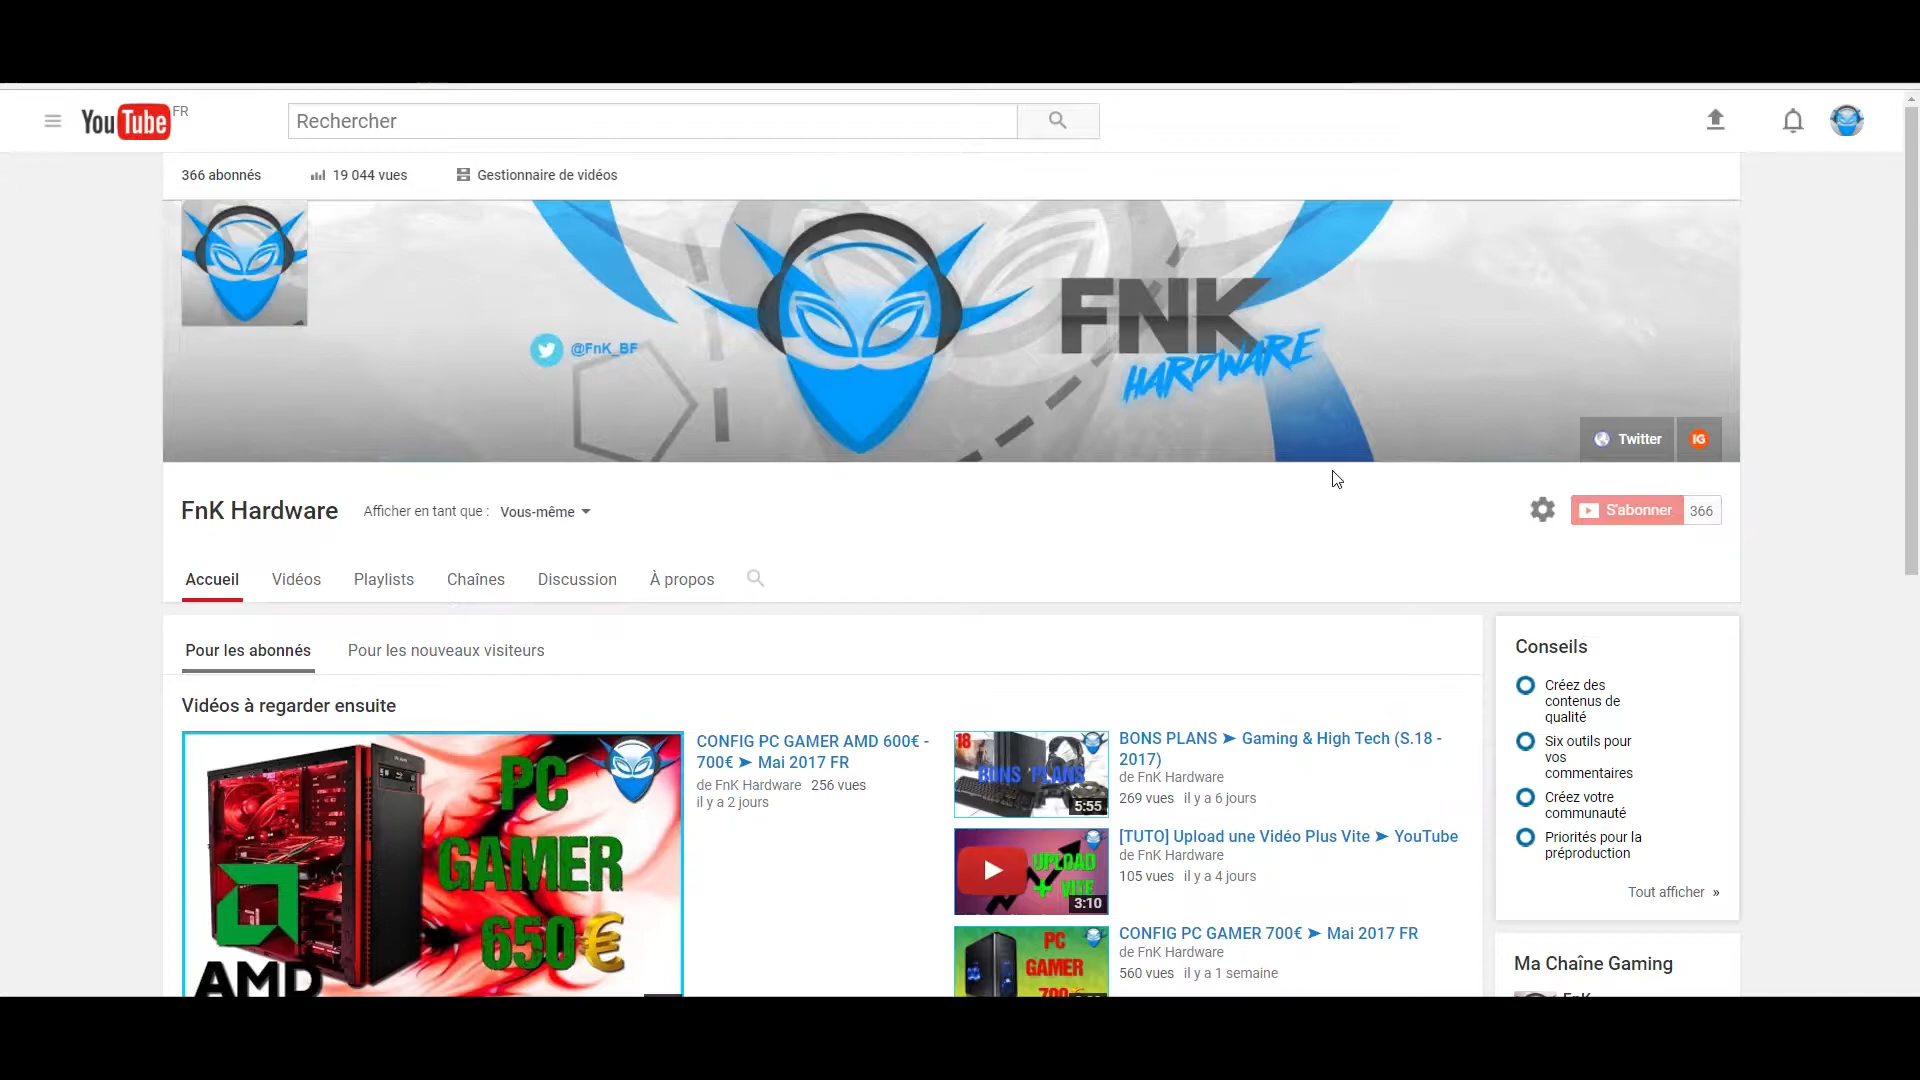 YouTube FR
Rechercher
366 abonnés 19 044 vues Gestionnaire de vidéos
@FnK_BF
FNK
HARDWARE
Twitter IG
FnK Hardware Afficher en tant que : Vous-même
S'abonner 366
Accueil Vidéos Playlists Chaînes Discussion À propos
Pour les abonnés Pour les nouveaux visiteurs
Vidéos à regarder ensuite
PC
GAMER
650€
AMD
CONFIG PC GAMER AMD 600€ -
700€ ➤ Mai 2017 FR
de FnK Hardware 256 vues
il y a 2 jours
18
BONS PLANS
5:55
BONS PLANS ➤ Gaming & High Tech (S.18 -
2017)
de FnK Hardware
269 vues il y a 6 jours
UPLOAD
+ VITE
3:10
[TUTO] Upload une Vidéo Plus Vite ➤ YouTube
de FnK Hardware
105 vues il y a 4 jours
PC
GAMER
700€
CONFIG PC GAMER 700€ ➤ Mai 2017 FR
de FnK Hardware
560 vues il y a 1 semaine
Conseils
Créez des
contenus de
qualité
Six outils pour
vos
commentaires
Créez votre
communauté
Priorités pour la
préproduction
Tout afficher »
Ma Chaîne Gaming
FnK